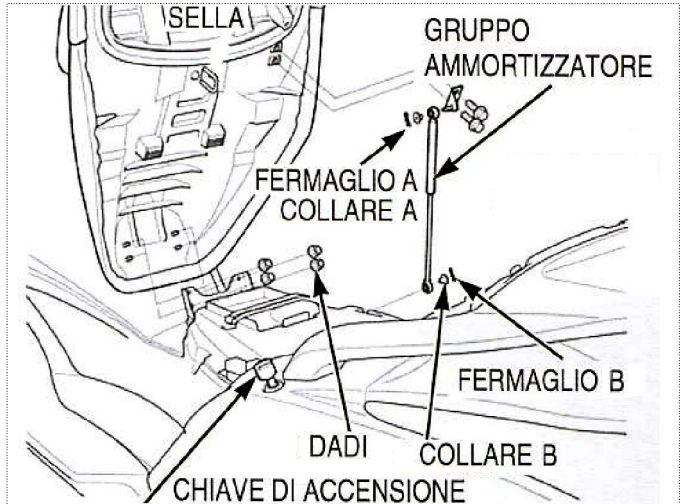 SELLA
GRUPPO
AMMORTIZZATORE
FERMAGLIO A
COLLARE A
FERMAGLIO B
DADI
COLLARE B
CHIAVE DI ACCENSIONE